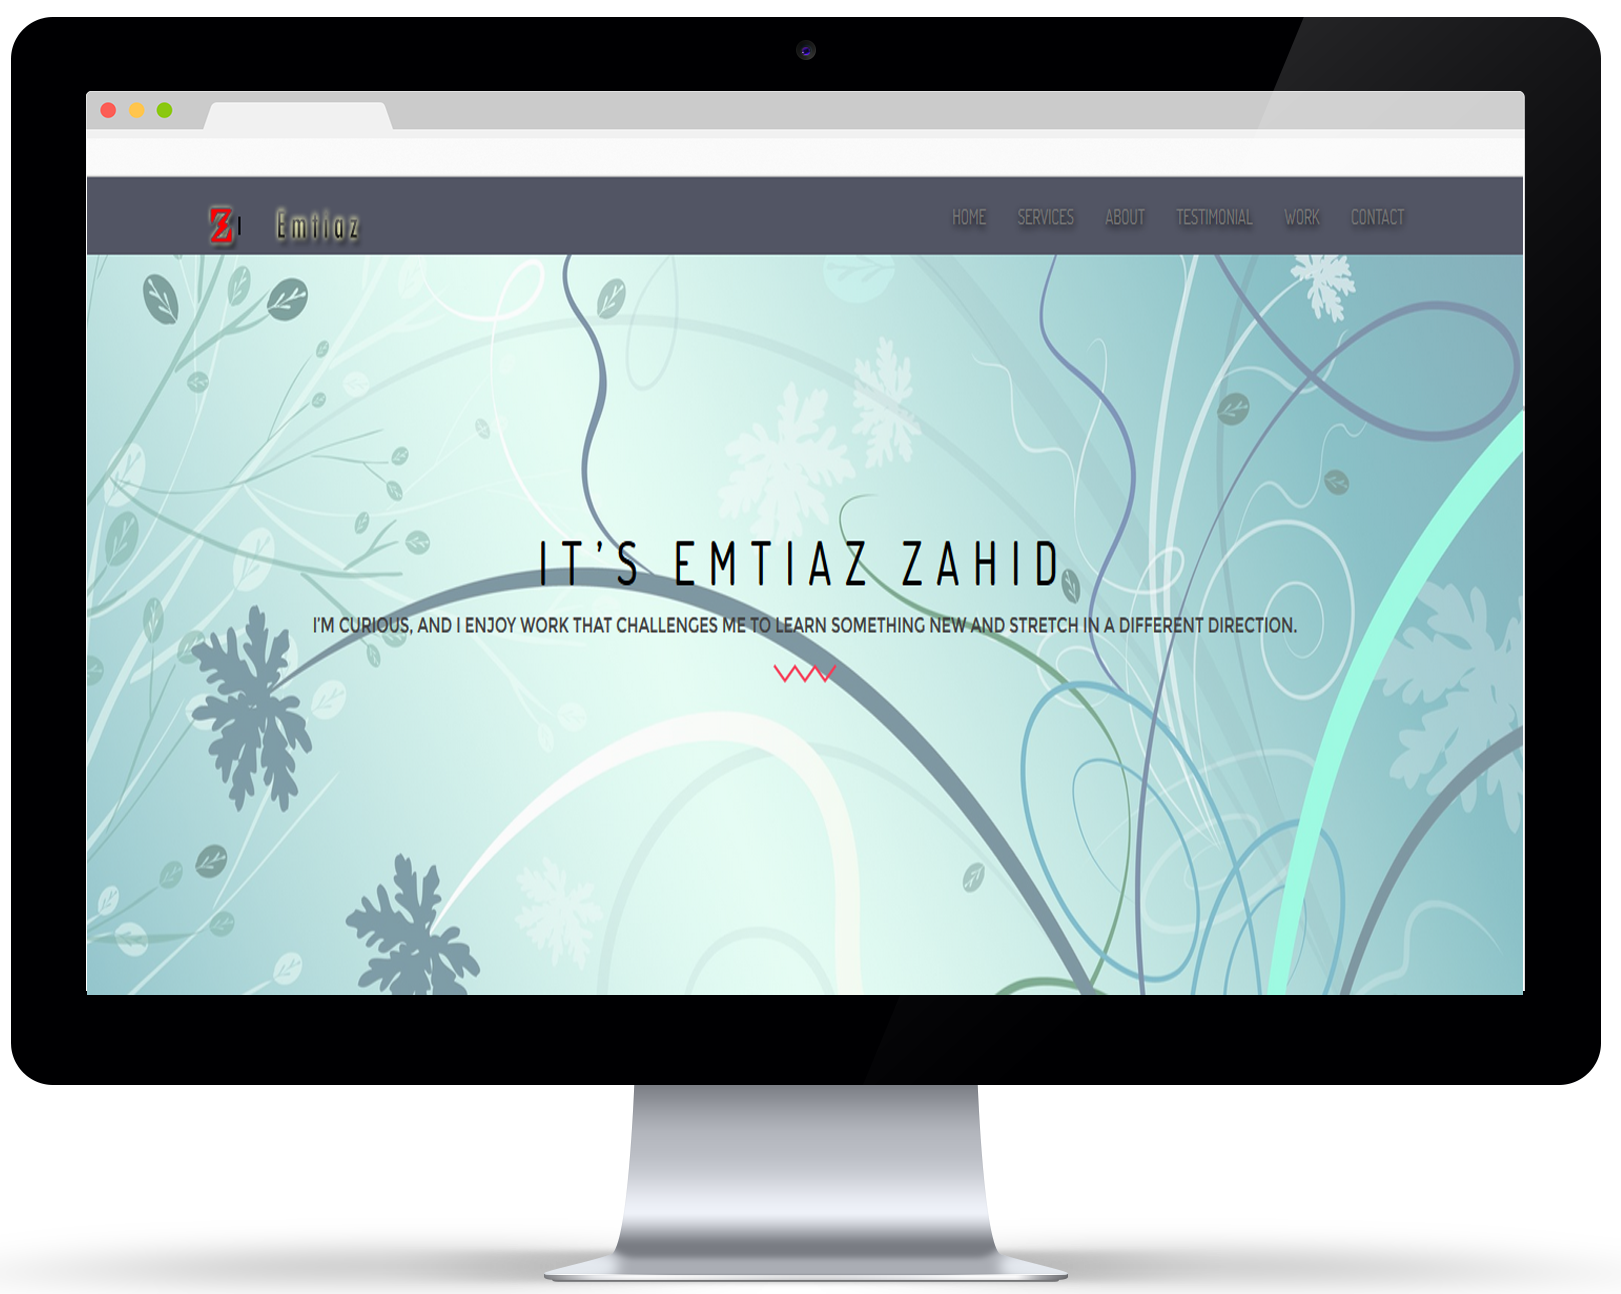 Z Emtiaz
HOME SERVICES ABOUT TESTIMONIAL WORK CONTACT
IT'S EMTIAZ ZAHID
I'M CURIOUS, AND I ENJOY WORK THAT CHALLENGES ME TO LEARN SOMETHING NEW AND STRETCH IN A DIFFERENT DIRECTION.